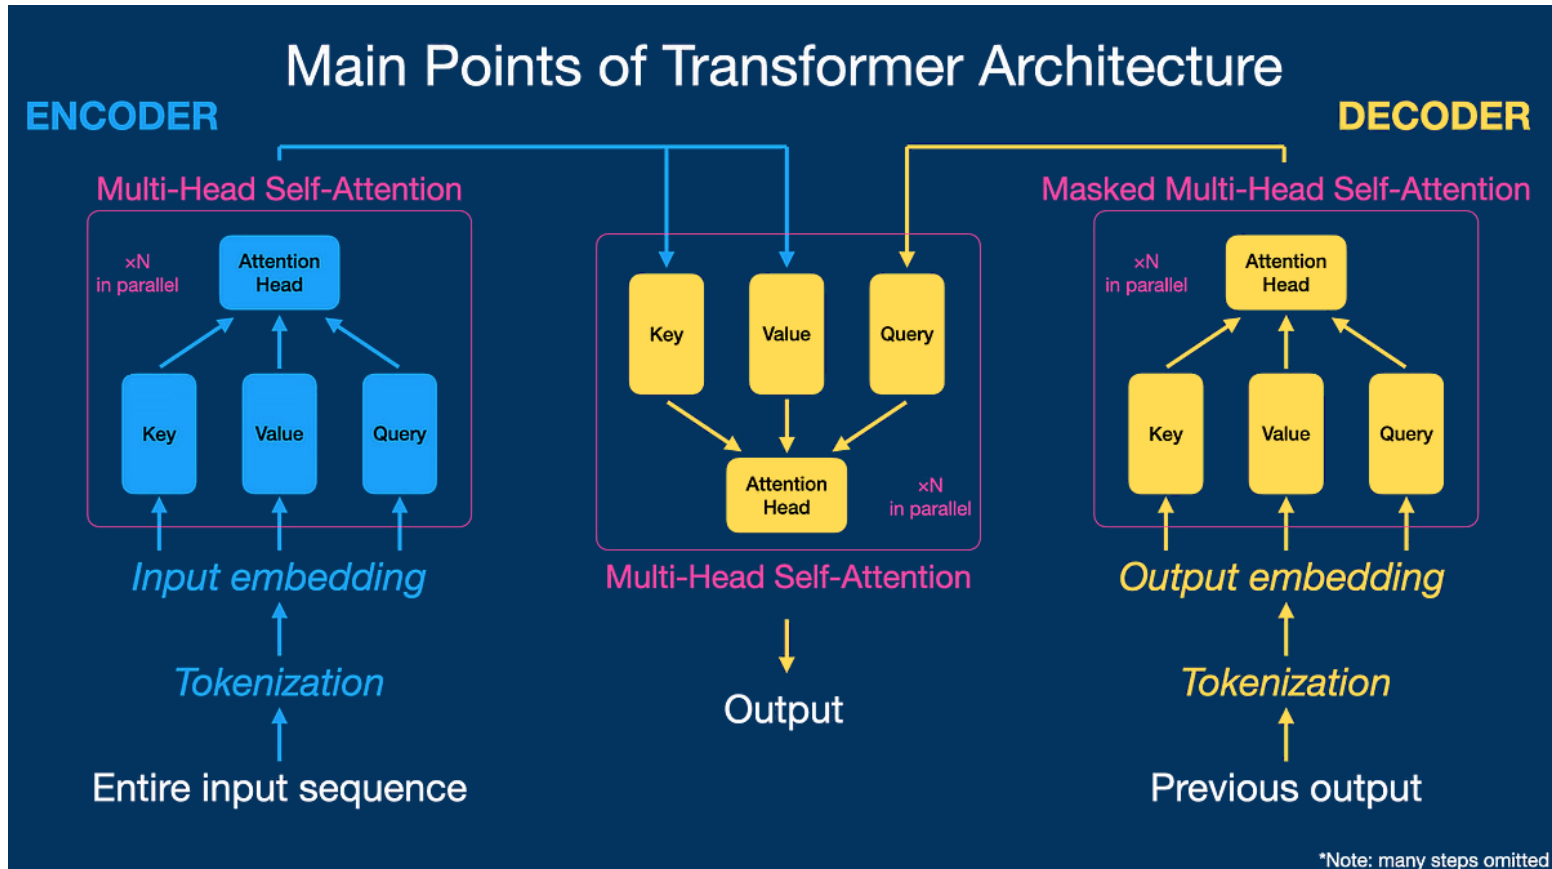 Main Points of Transformer Architecture
ENCODER
DECODER
Multi-Head Self-Attention
×N
in parallel
Attention
Head
Key
Value
Query
Input embedding
Tokenization
Entire input sequence
Key
Value
Query
Attention
Head
×N
in parallel
Multi-Head Self-Attention
Output
Masked Multi-Head Self-Attention
×N
in parallel
Attention
Head
Key
Value
Query
Output embedding
Tokenization
Previous output
*Note: many steps omitted